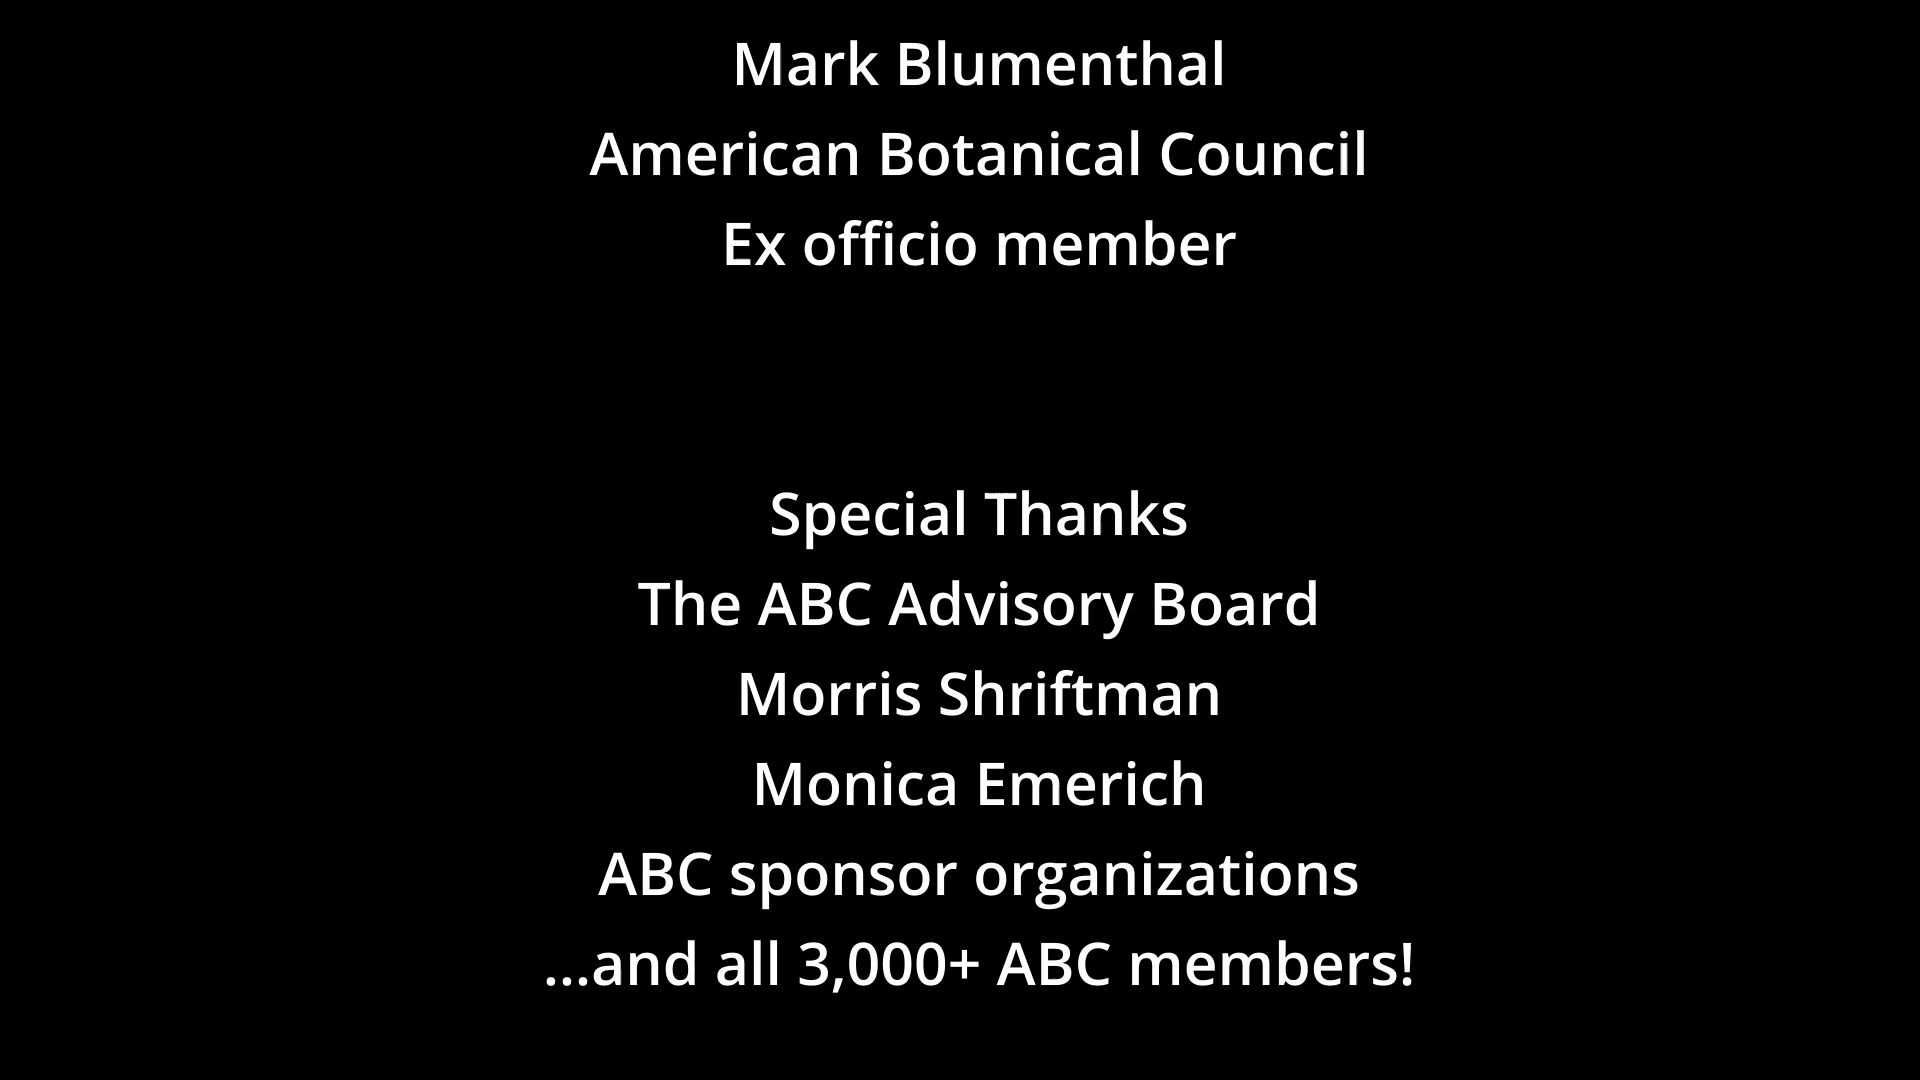 Mark Blumenthal
American Botanical Council
Ex officio member
Special Thanks
The ABC Advisory Board
Morris Shriftman
Monica Emerich
ABC sponsor organizations
...and all 3,000+ ABC members!